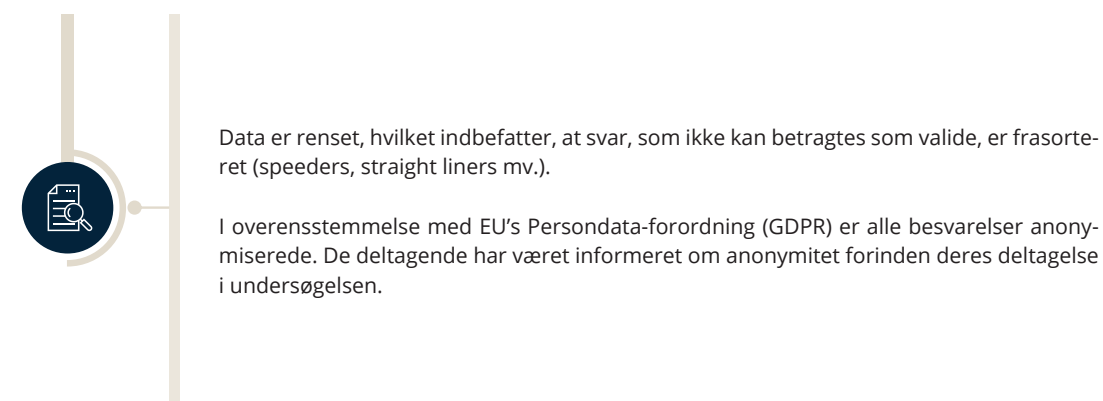 Data er renset, hvilket indbefatter, at svar, som ikke kan betragtes som valide, er frasorte-
ret (speeders, straight liners mv.).
I overensstemmelse med EU's Persondata-forordning (GDPR) er alle besvarelser anony-
miserede. De deltagende har været informeret om anonymitet forinden deres deltagelse
i undersøgelsen.